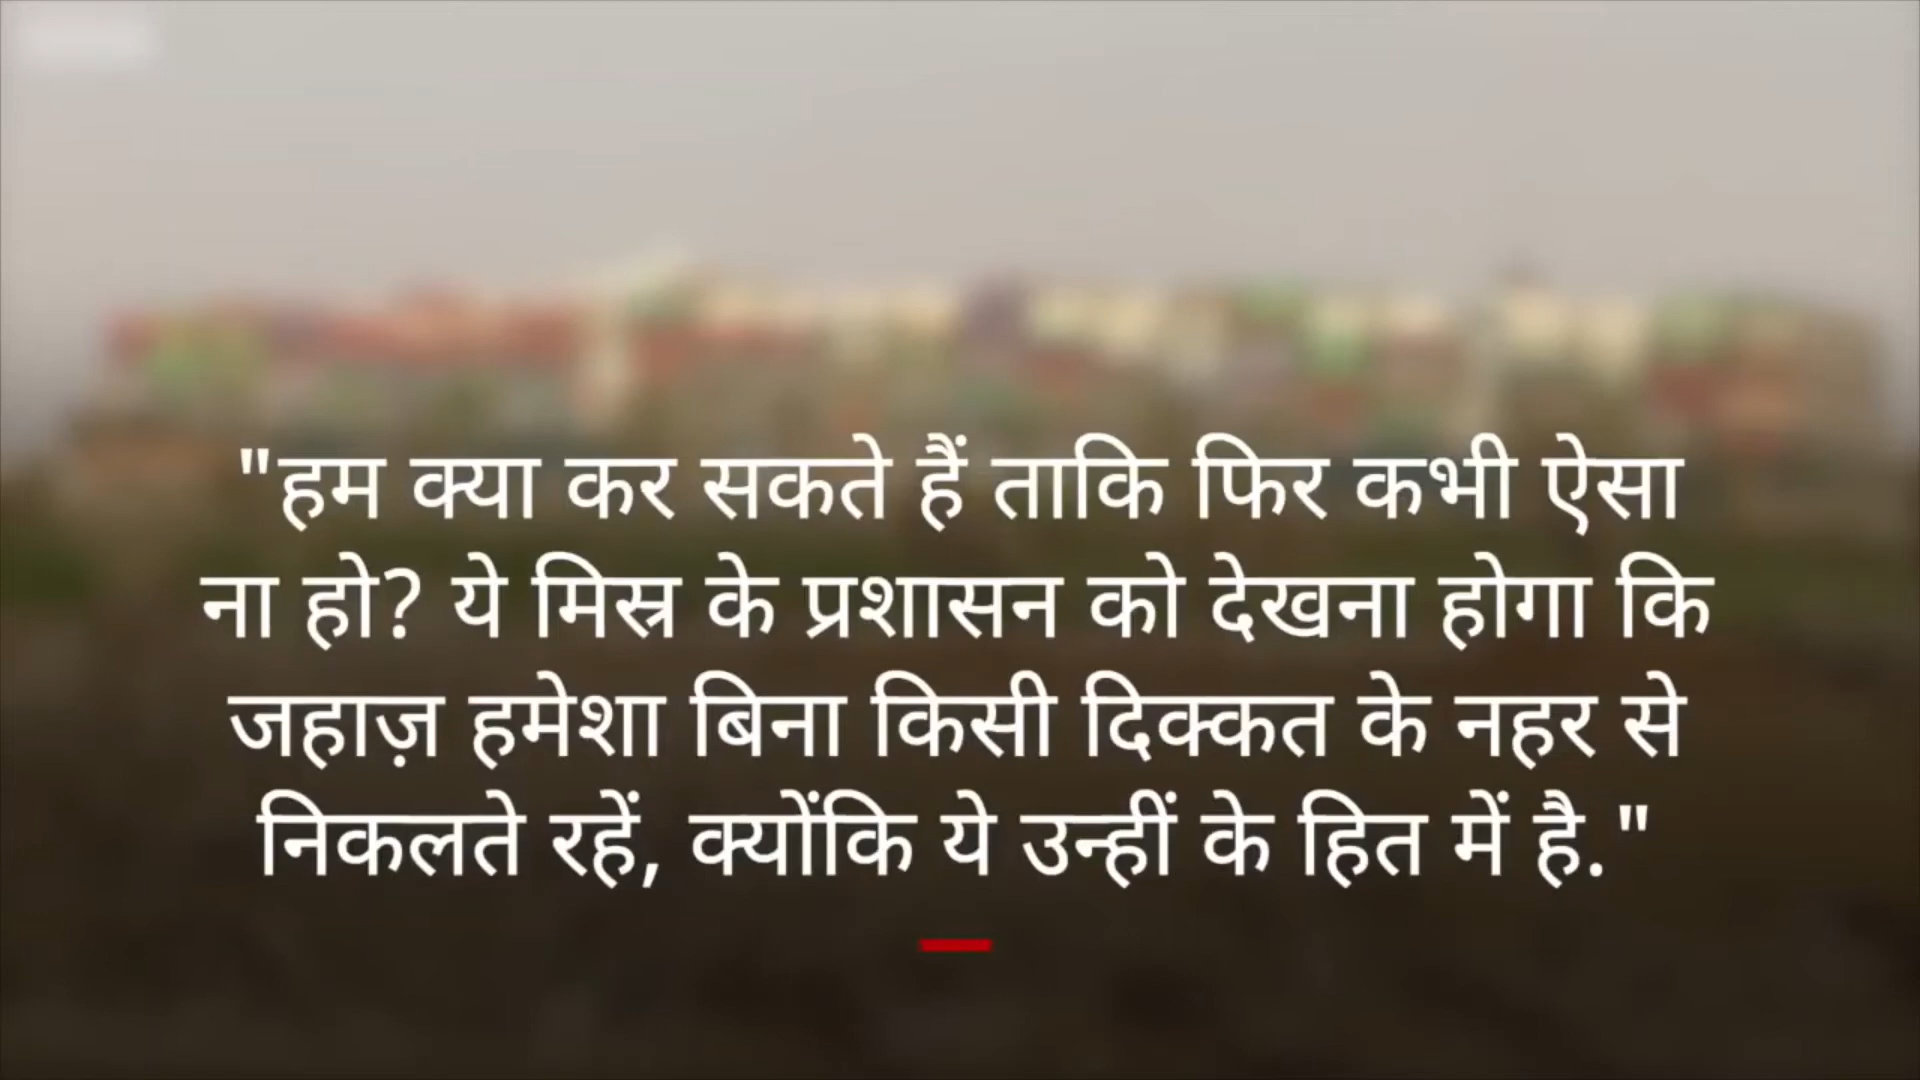 "हम क्या कर सकते हैं ताकि फिर कभी ऐसा
ना हो? ये मिस्र के प्रशासन को देखना होगा कि
जहाज़ हमेशा बिना किसी दिक्कत के नहर से
निकलते रहें, क्योंकि ये उन्हीं के हित में है."